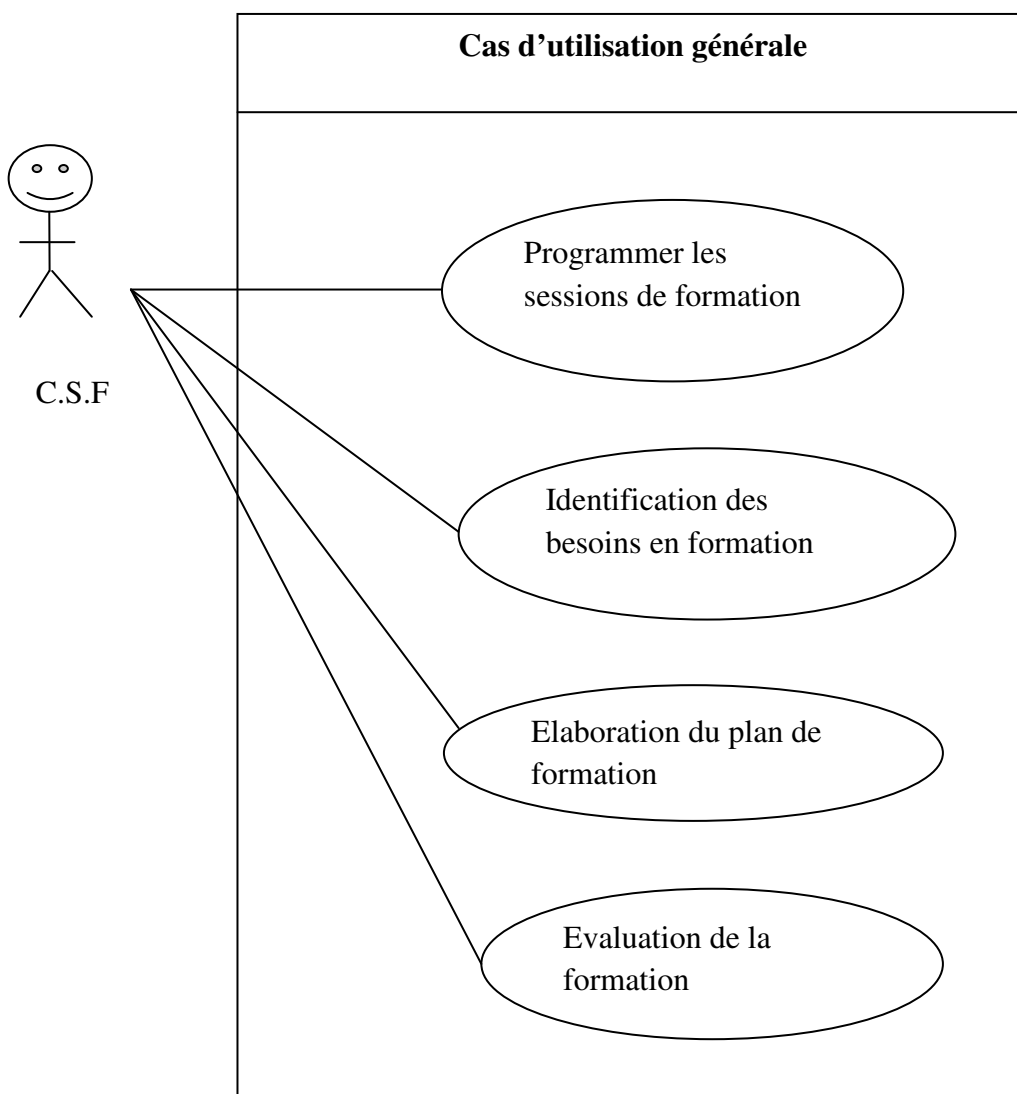 Cas d’utilisation générale
Programmer les
sessions de formation
C.S.F
Identification des
besoins en formation
Elaboration du plan de
formation
Evaluation de la
formation